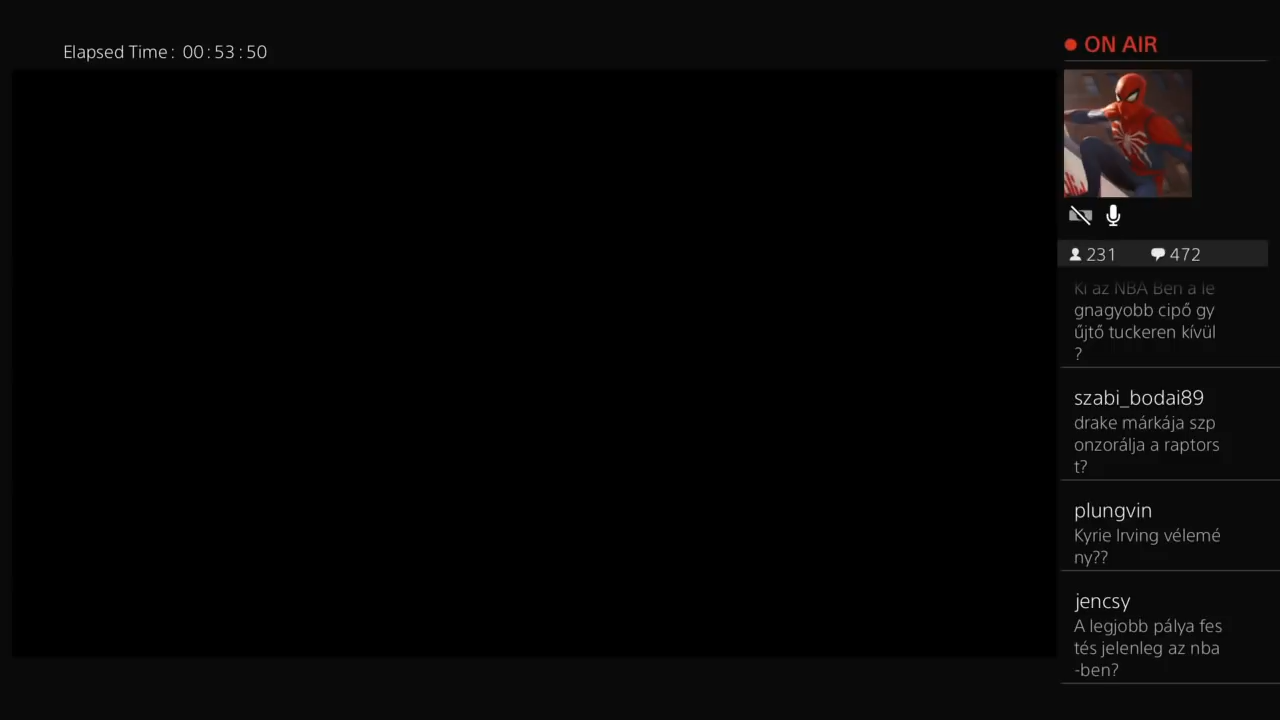 Elapsed Time: 00:53:50
ON AIR
231 472
Ki az NBA Ben a le
gnagyobb cipő gy
űjtő tuckeren kívül
?
szabi_bodai89
drake márkája szp
onzorálja a raptors
t?
plungvin
Kyrie Irving vélemé
ny??
jencsy
A legjobb pálya fes
tés jelenleg az nba
-ben?